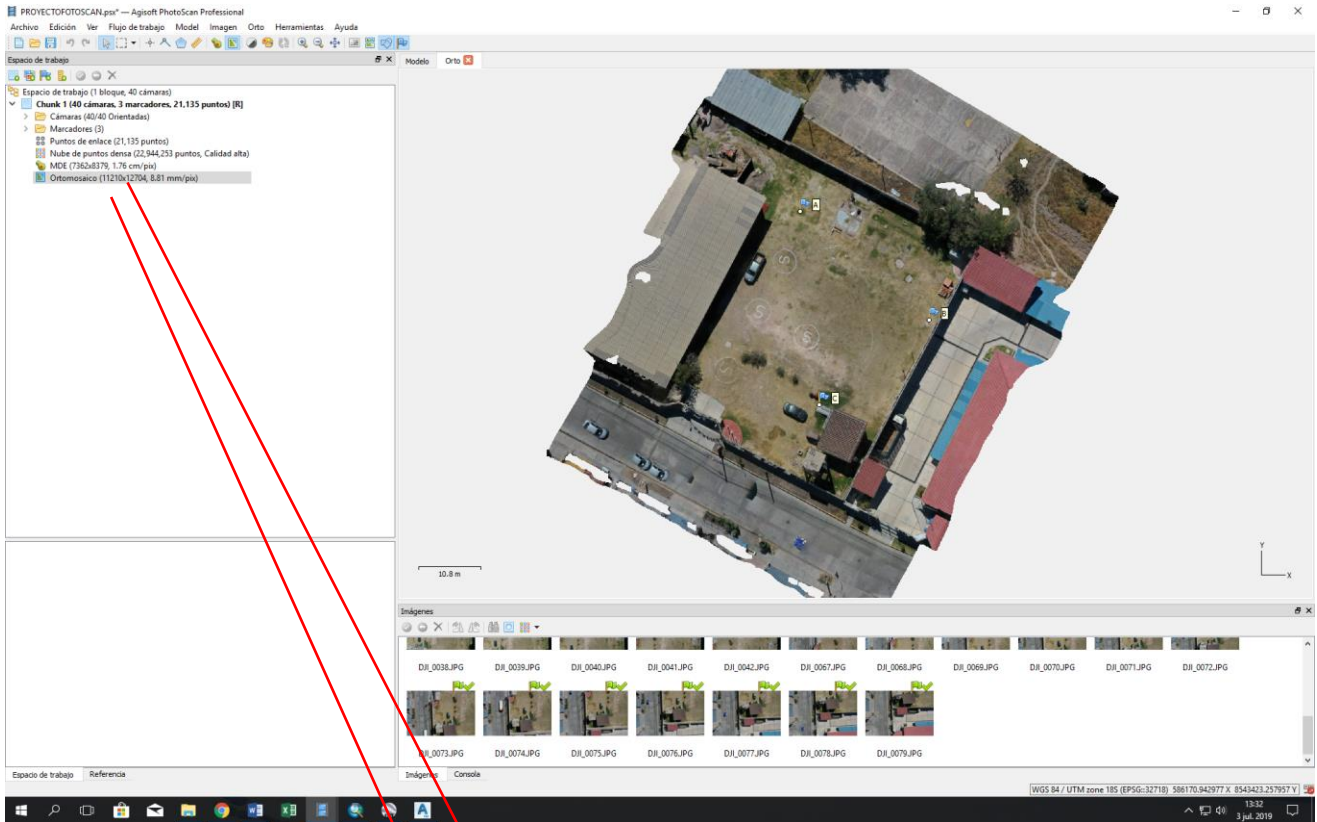 PROYECTOFOTOSCAN.psx* — Agisoft PhotoScan Professional
Archivo Edición Ver Flujo de trabajo Model Imagen Orto Herramientas Ayuda
Espacio de trabajo
Modelo Orto
Espacio de trabajo (1 bloque, 40 cámaras)
Chunk 1 (40 cámaras, 3 marcadores, 21,135 puntos) [R]
Cámaras (40/40 Orientadas)
Marcadores (3)
Puntos de enlace (21,135 puntos)
Nube de puntos densa (22,944,253 puntos, Calidad alta)
MDE (7362x8379, 1.76 cm/pix)
Ortomosaico (11210x12704, 8.81 mm/pix)
A
B
C
S
S
S
S
10.8 m
Y
X
Imágenes
DJI_0038.JPG DJI_0039.JPG DJI_0040.JPG DJI_0041.JPG DJI_0042.JPG DJI_0067.JPG DJI_0068.JPG DJI_0069.JPG DJI_0070.JPG DJI_0071.JPG DJI_0072.JPG
DJI_0073.JPG DJI_0074.JPG DJI_0075.JPG DJI_0076.JPG DJI_0077.JPG DJI_0078.JPG DJI_0079.JPG
Espacio de trabajo Referencia
Imágenes Consola
WGS 84 / UTM zone 18S (EPSG::32718) 586170.942977 X 8543423.257957 Y
13:32
3 jul. 2019